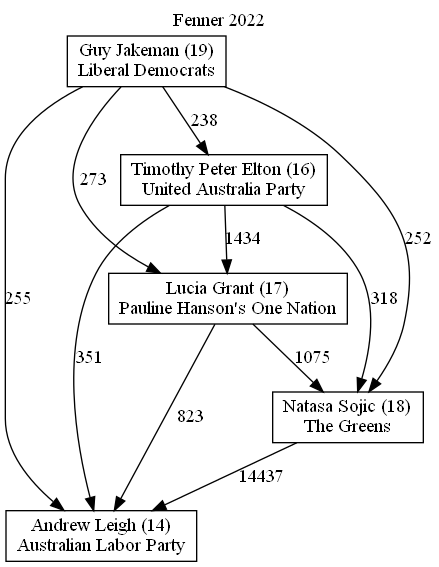 Fenner 2022
Guy Jakeman (19)
Liberal Democrats
238
Timothy Peter Elton (16)
United Australia Party
273
1434
252
Lucia Grant (17)
Pauline Hanson's One Nation
255
318
351
1075
823
Natasa Sojic (18)
The Greens
14437
Andrew Leigh (14)
Australian Labor Party